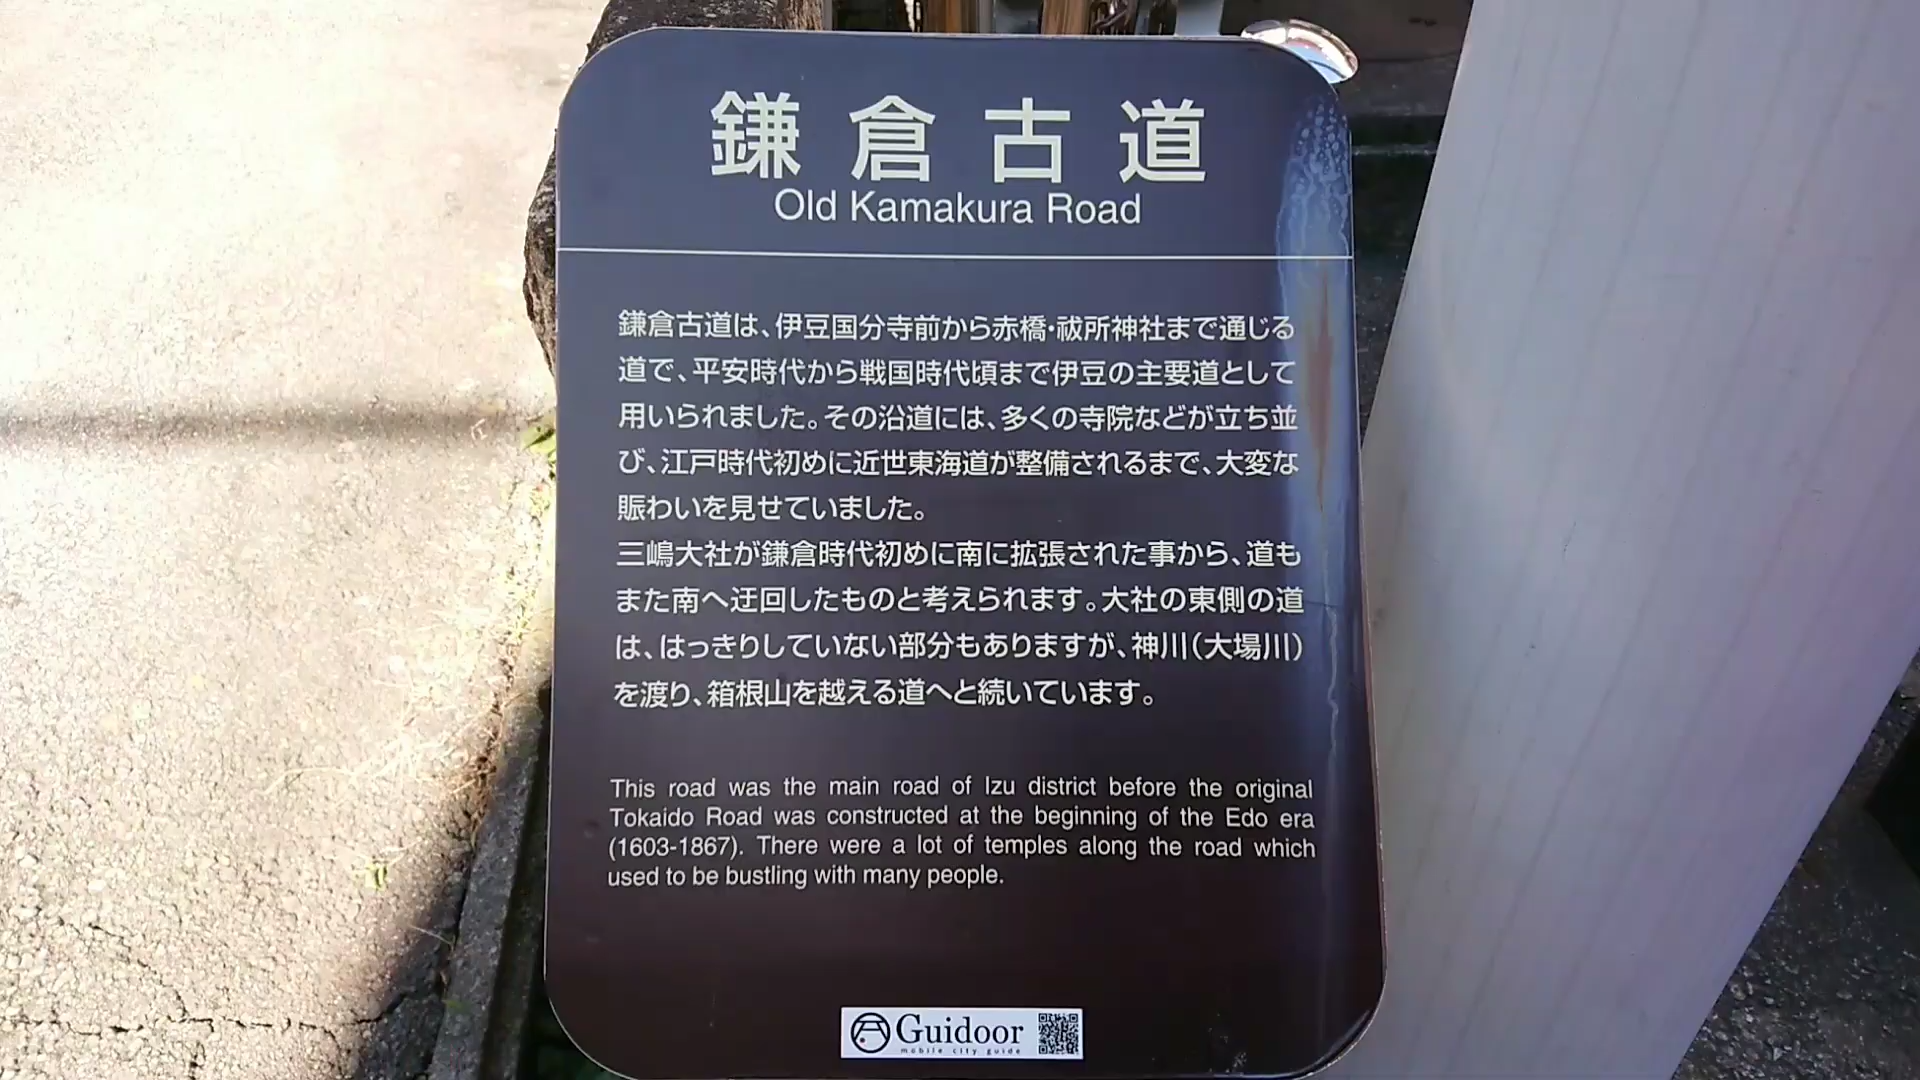 鎌倉古道
Old Kamakura Road
鎌倉古道は、伊豆国分寺前から赤橋・祓所神社まで通じる
道で、平安時代から戦国時代頃まで伊豆の主要道として
用いられました。その沿道には、多くの寺院などが立ち並
び、江戸時代初めに近世東海道が整備されるまで、大変な
賑わいを見せていました。
三嶋大社が鎌倉時代初めに南に拡張された事から、道も
また南へ迂回したものと考えられます。大社の東側の道
は、はっきりしていない部分もありますが、神川(大場川)
を渡り、箱根山を越える道へと続いています。
This road was the main road of Izu district before the original
Tokaido Road was constructed at the beginning of the Edo era
(1603-1867). There were a lot of temples along the road which
used to be bustling with many people.
Guidoor
mobile city guide